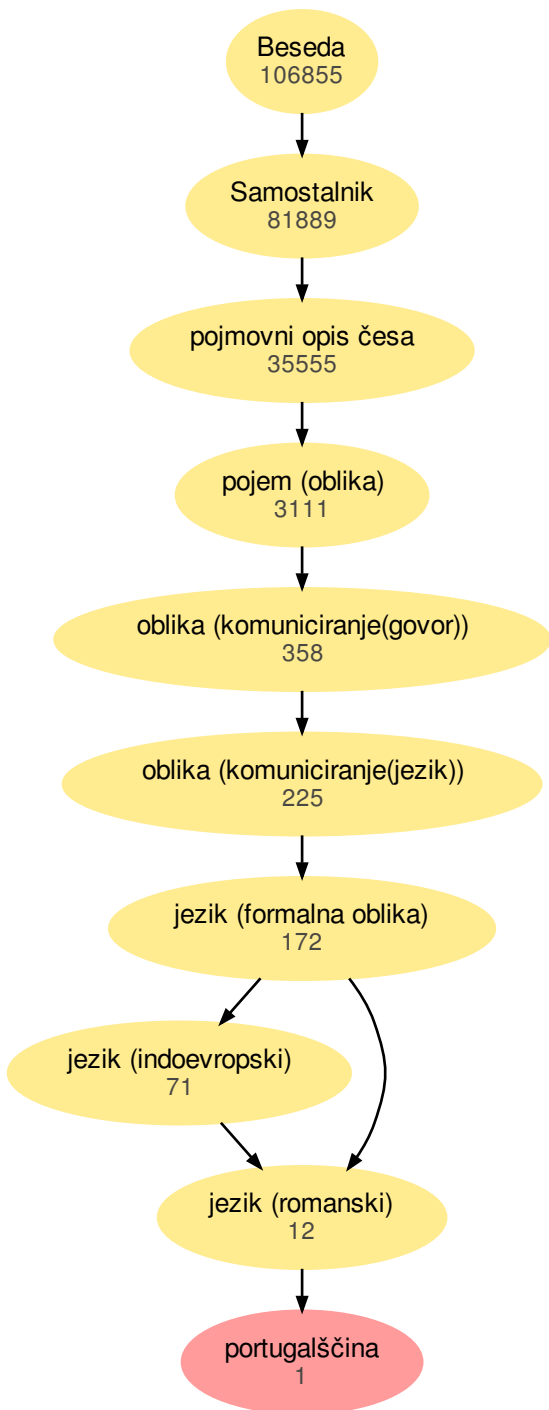 Beseda
106855
Samostalnik
81889
pojmovni opis česa
35555
pojem (oblika)
3111
oblika (komuniciranje(govor))
358
oblika (komuniciranje(jezik))
225
jezik (formalna oblika)
172
jezik (indoevropski)
71
jezik (romanski)
12
portugalščina
1